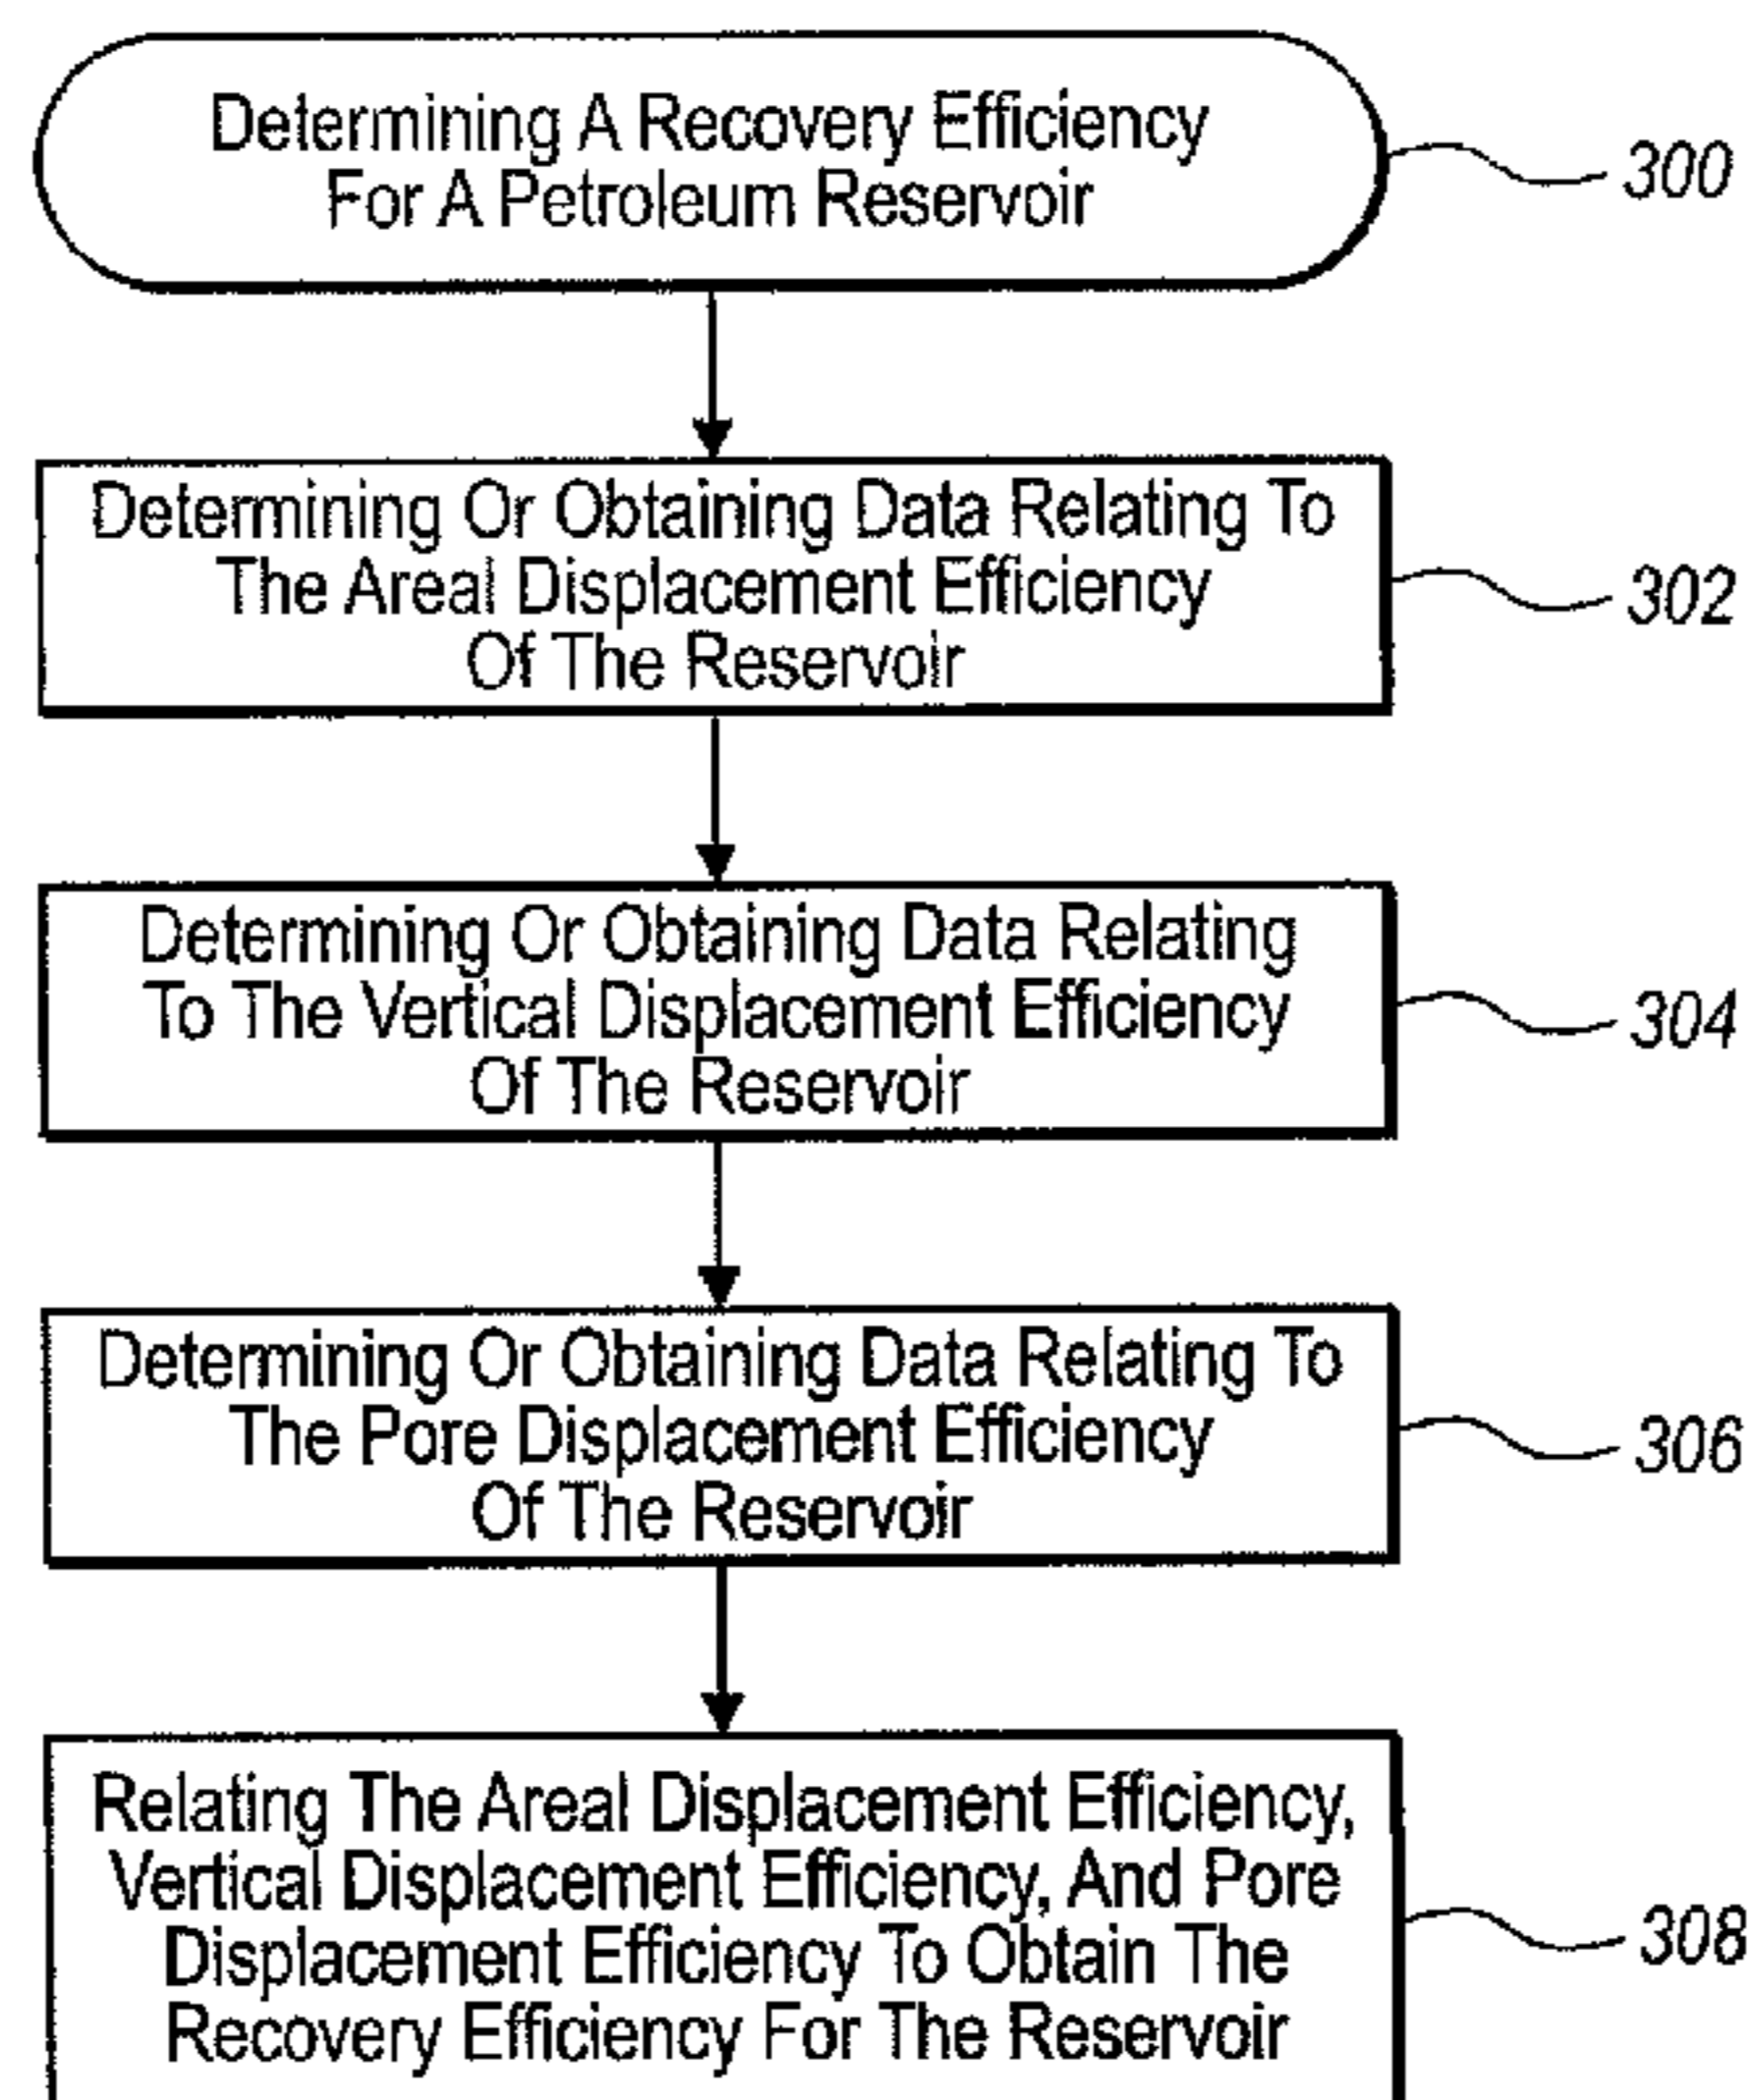 Determining A Recovery Efficiency
For A Petroleum Reservoir
300
Determining Or Obtaining Data Relating To
The Areal Displacement Efficiency
Of The Reservoir
302
Determining Or Obtaining Data Relating
To The Vertical Displacement Efficiency
Of The Reservoir
304
Determining Or Obtaining Data Relating To
The Pore Displacement Efficiency
Of The Reservoir
306
Relating The Areal Displacement Efficiency,
Vertical Displacement Efficiency, And Pore
Displacement Efficiency To Obtain The
Recovery Efficiency For The Reservoir
308